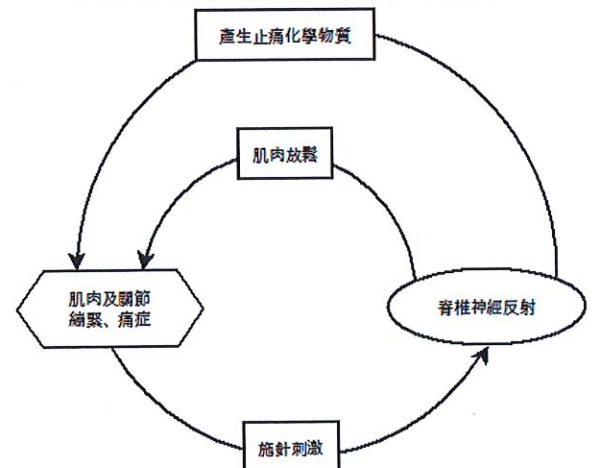 產生止痛化學物質
肌肉放鬆
肌肉及關節
繃緊、痛症
脊椎神經反射
施針刺激